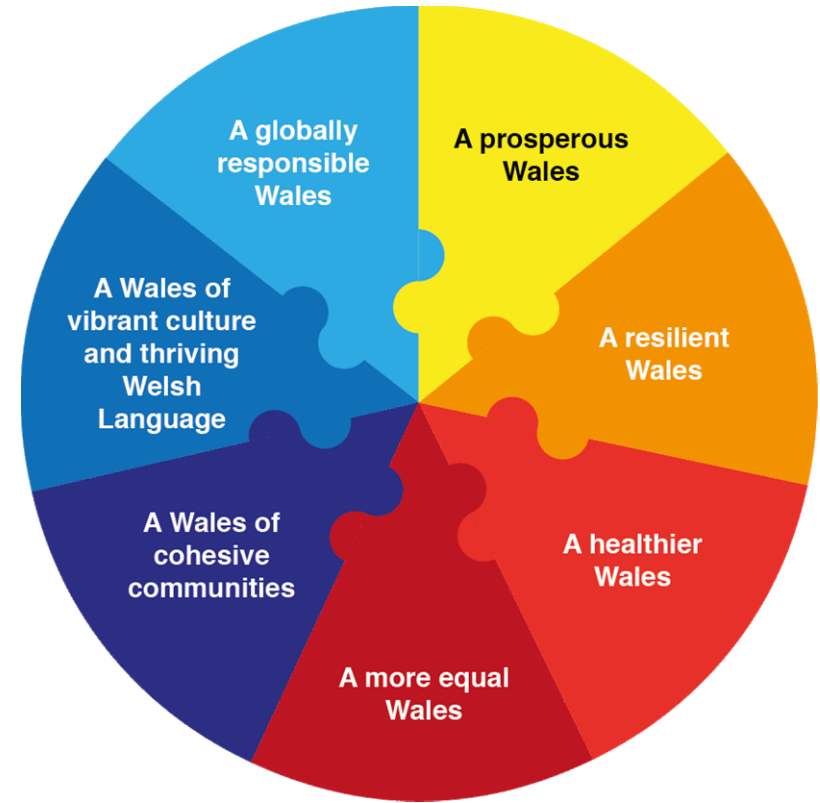 A globally
responsible
Wales
A prosperous
Wales
A resilient
Wales
A healthier
Wales
A more equal
Wales
A Wales of
cohesive
communities
A Wales of
vibrant culture
and thriving
Welsh
Language